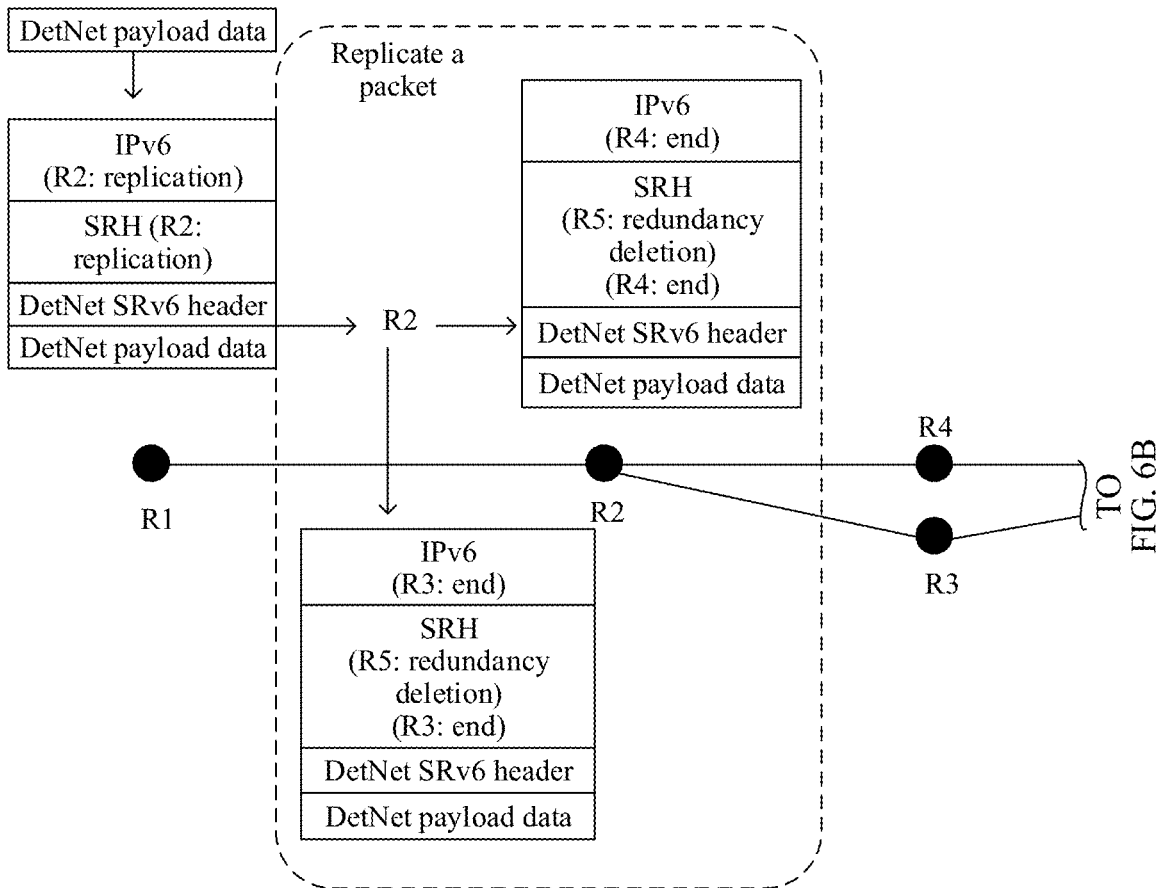 DetNet payload data
IPv6
(R2: replication)
SRH (R2:
replication)
DetNet SRv6 header
DetNet payload data
Replicate a
packet
R2
IPv6
(R4: end)
SRH
(R5: redundancy
deletion)
(R4: end)
DetNet SRv6 header
DetNet payload data
R1
R2
R4
R3
TO
FIG. 6B
IPv6
(R3: end)
SRH
(R5: redundancy
deletion)
(R3: end)
DetNet SRv6 header
DetNet payload data